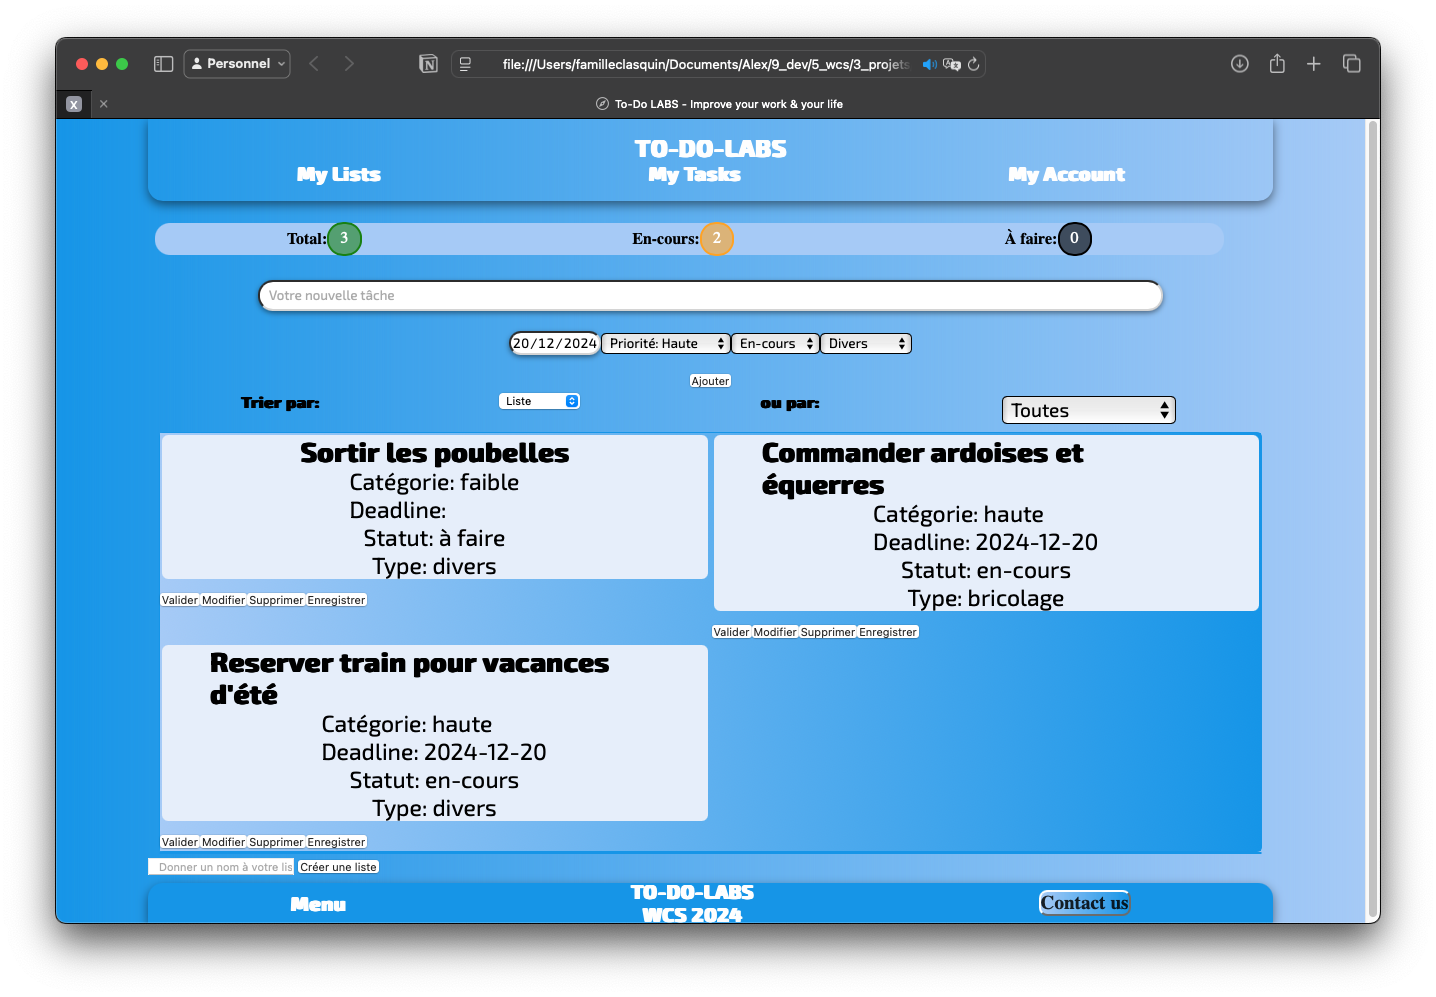 Personnel
file:///Users/familleclasquin/Documents/Alex/9_dev/5_wcs/3_projets
X
To-Do LABS - Improve your work & your life
TO-DO-LABS
My Lists My Tasks My Account
Total: 3 En-cours: 2 À faire: 0
Votre nouvelle tâche
20/12/2024 Priorité: Haute En-cours Divers
Ajouter
Trier par: Liste ou par: Toutes
Sortir les poubelles
Catégorie: faible
Deadline:
Statut: à faire
Type: divers
Valider Modifier Supprimer Enregistrer
Commander ardoises et
équerres
Catégorie: haute
Deadline: 2024-12-20
Statut: en-cours
Type: bricolage
Valider Modifier Supprimer Enregistrer
Reserver train pour vacances
d'été
Catégorie: haute
Deadline: 2024-12-20
Statut: en-cours
Type: divers
Valider Modifier Supprimer Enregistrer
Donner un nom à votre lis Créer une liste
Menu
TO-DO-LABS
WCS 2024
Contact us